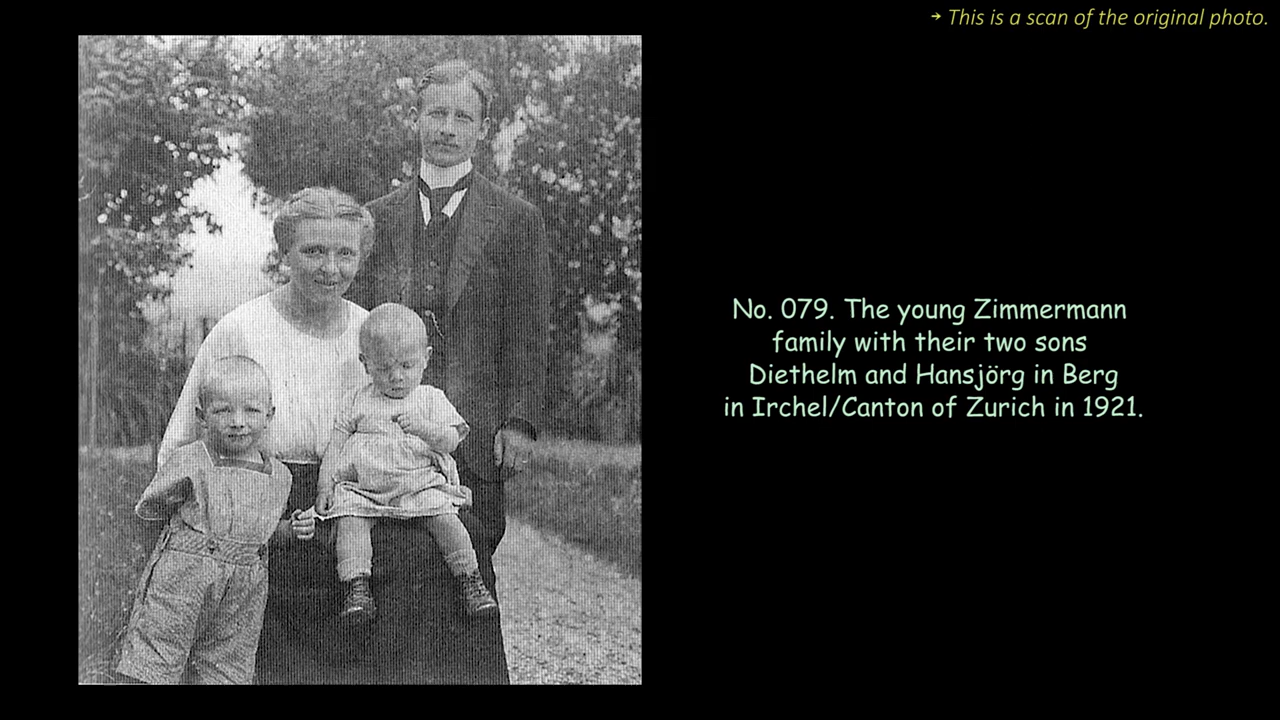 → This is a scan of the original photo.
No. 079. The young Zimmermann
family with their two sons
Diethelm and Hansjörg in Berg
in Irchel/Canton of Zurich in 1921.